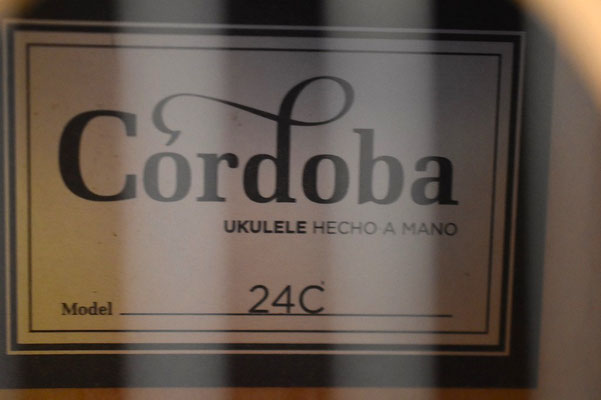 Córdoba
UKULELE HECHO A MANO
Model 24C